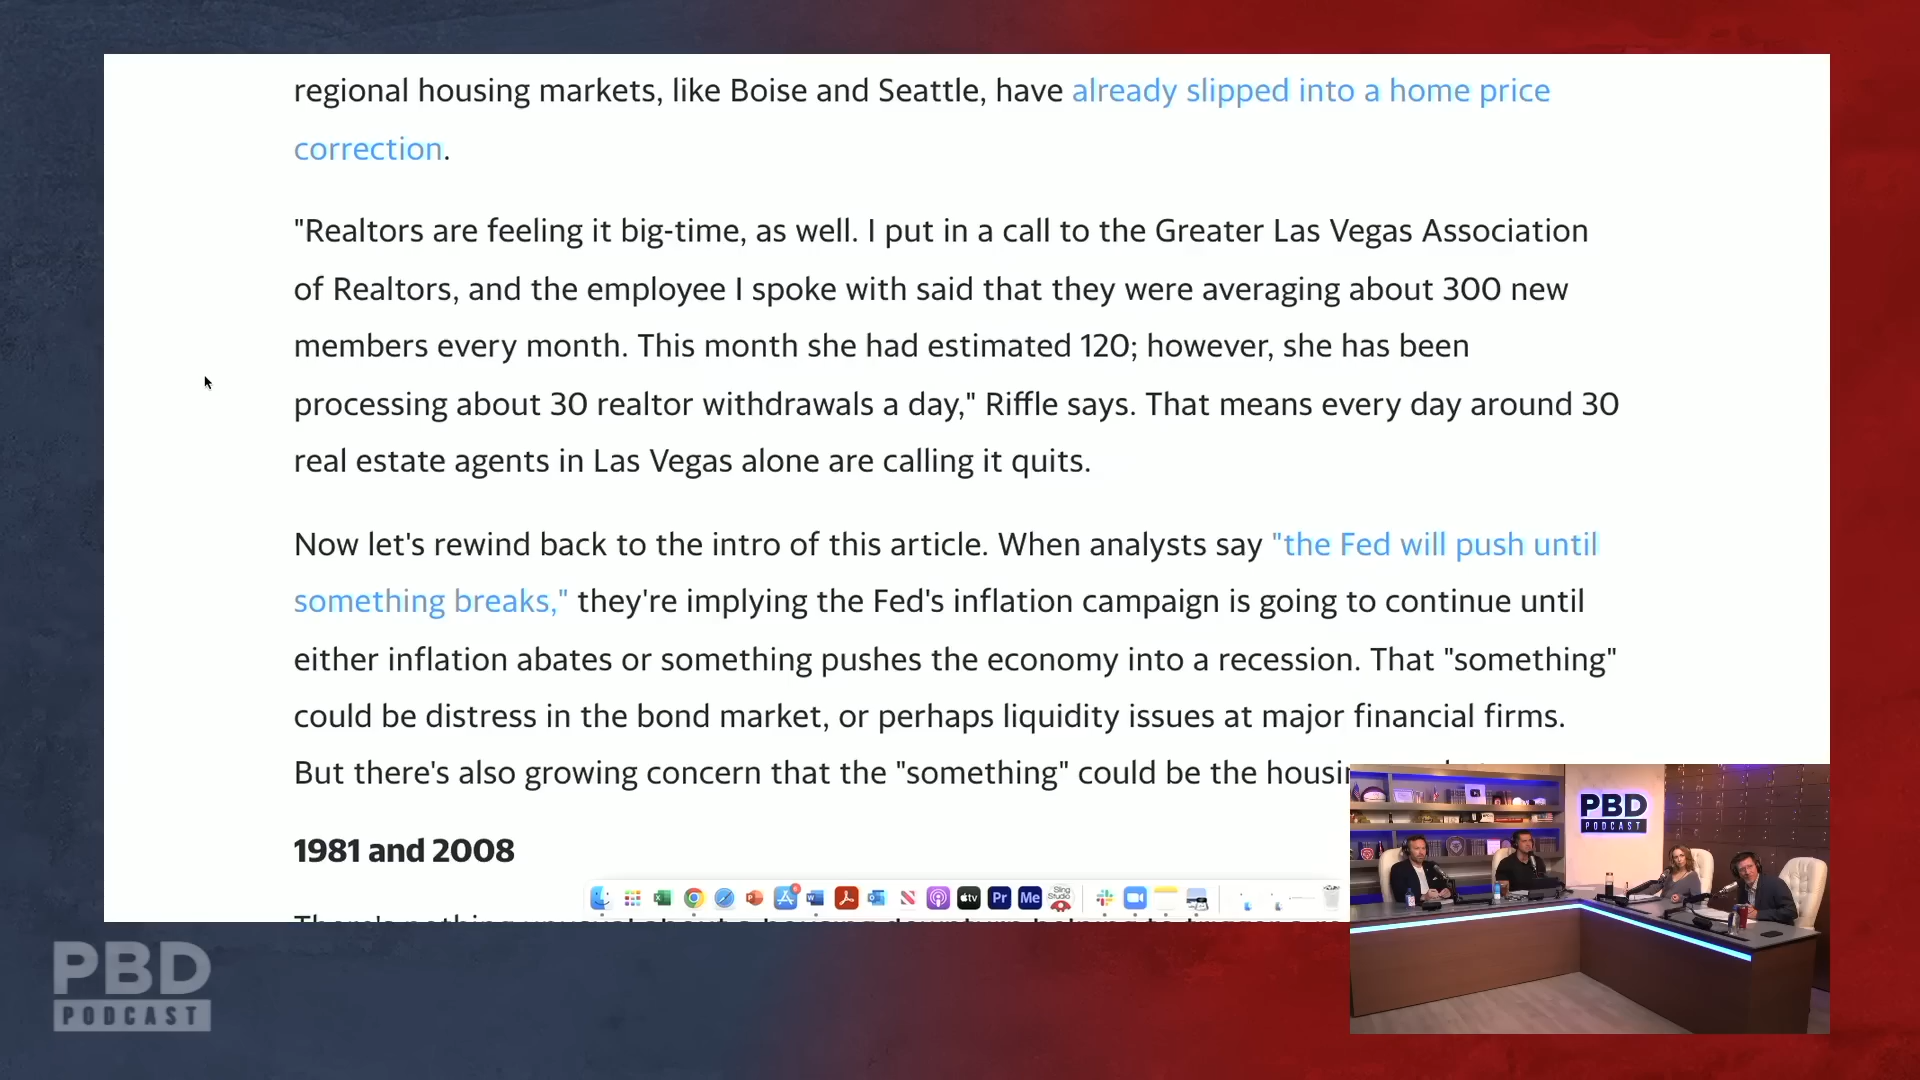 regional housing markets, like Boise and Seattle, have already slipped into a home price
correction.
"Realtors are feeling it big-time, as well. I put in a call to the Greater Las Vegas Association
of Realtors, and the employee I spoke with said that they were averaging about 300 new
members every month. This month she had estimated 120; however, she has been
processing about 30 realtor withdrawals a day," Riffle says. That means every day around 30
real estate agents in Las Vegas alone are calling it quits.
Now let's rewind back to the intro of this article. When analysts say "the Fed will push until
something breaks," they're implying the Fed's inflation campaign is going to continue until
either inflation abates or something pushes the economy into a recession. That "something"
could be distress in the bond market, or perhaps liquidity issues at major financial firms.
But there's also growing concern that the "something" could be the
1981 and 2008
Pr
Me
Sling
Studio
tv
PBD
PODCAST
PBD
PODCAST